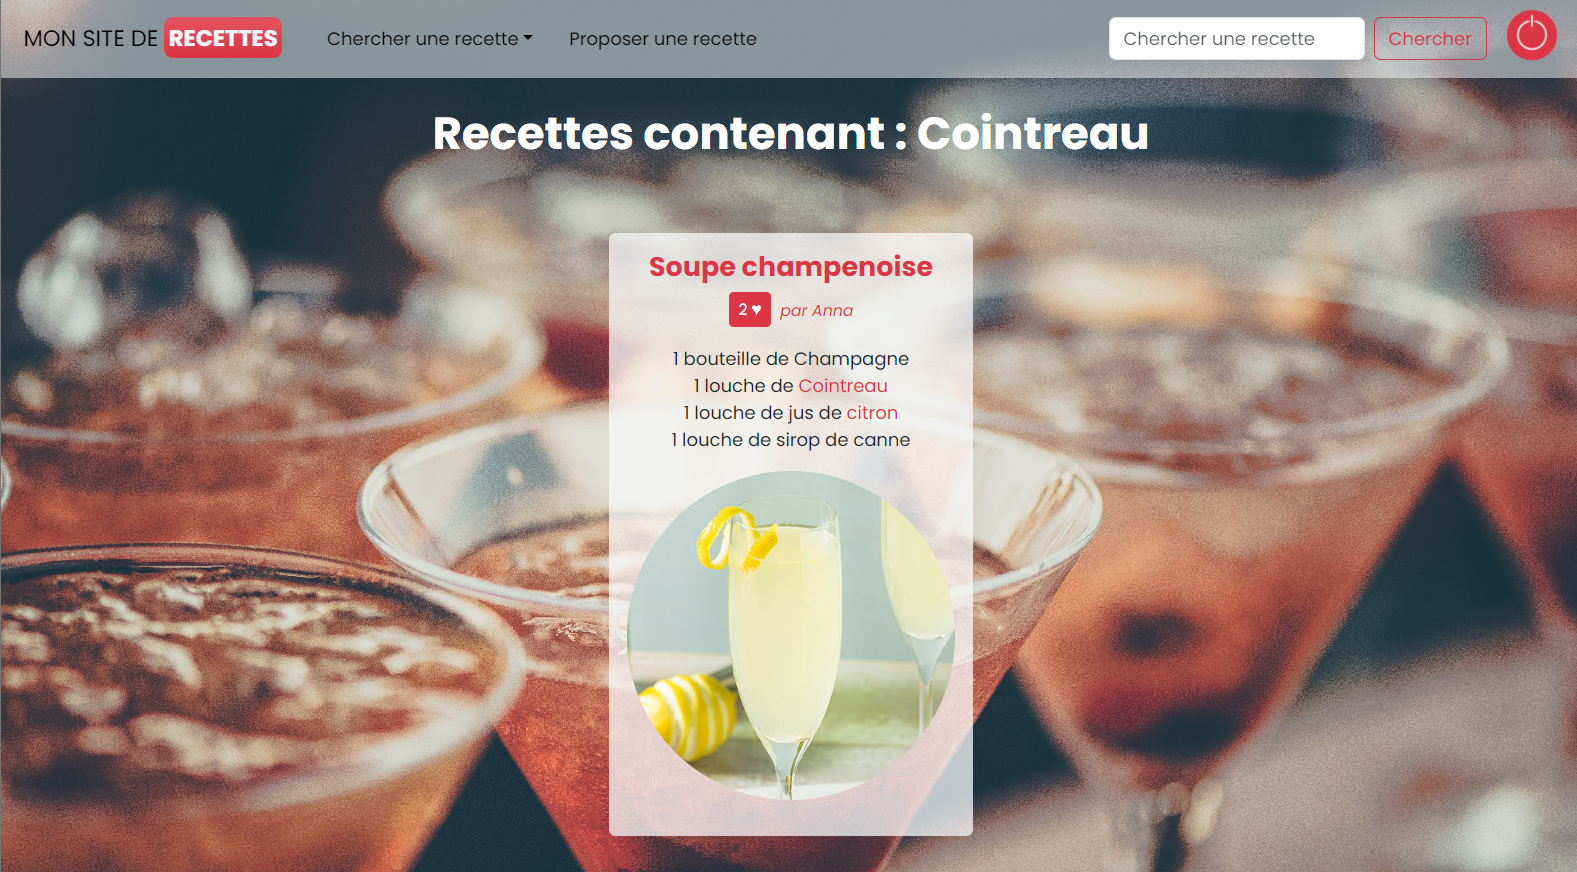 MON SITE DE RECETTES
Chercher une recette
Proposer une recette
Chercher une recette
Chercher
Recettes contenant : Cointreau
Soupe champenoise
2 ♥ par Anna
1 bouteille de Champagne
1 louche de Cointreau
1 louche de jus de citron
1 louche de sirop de canne